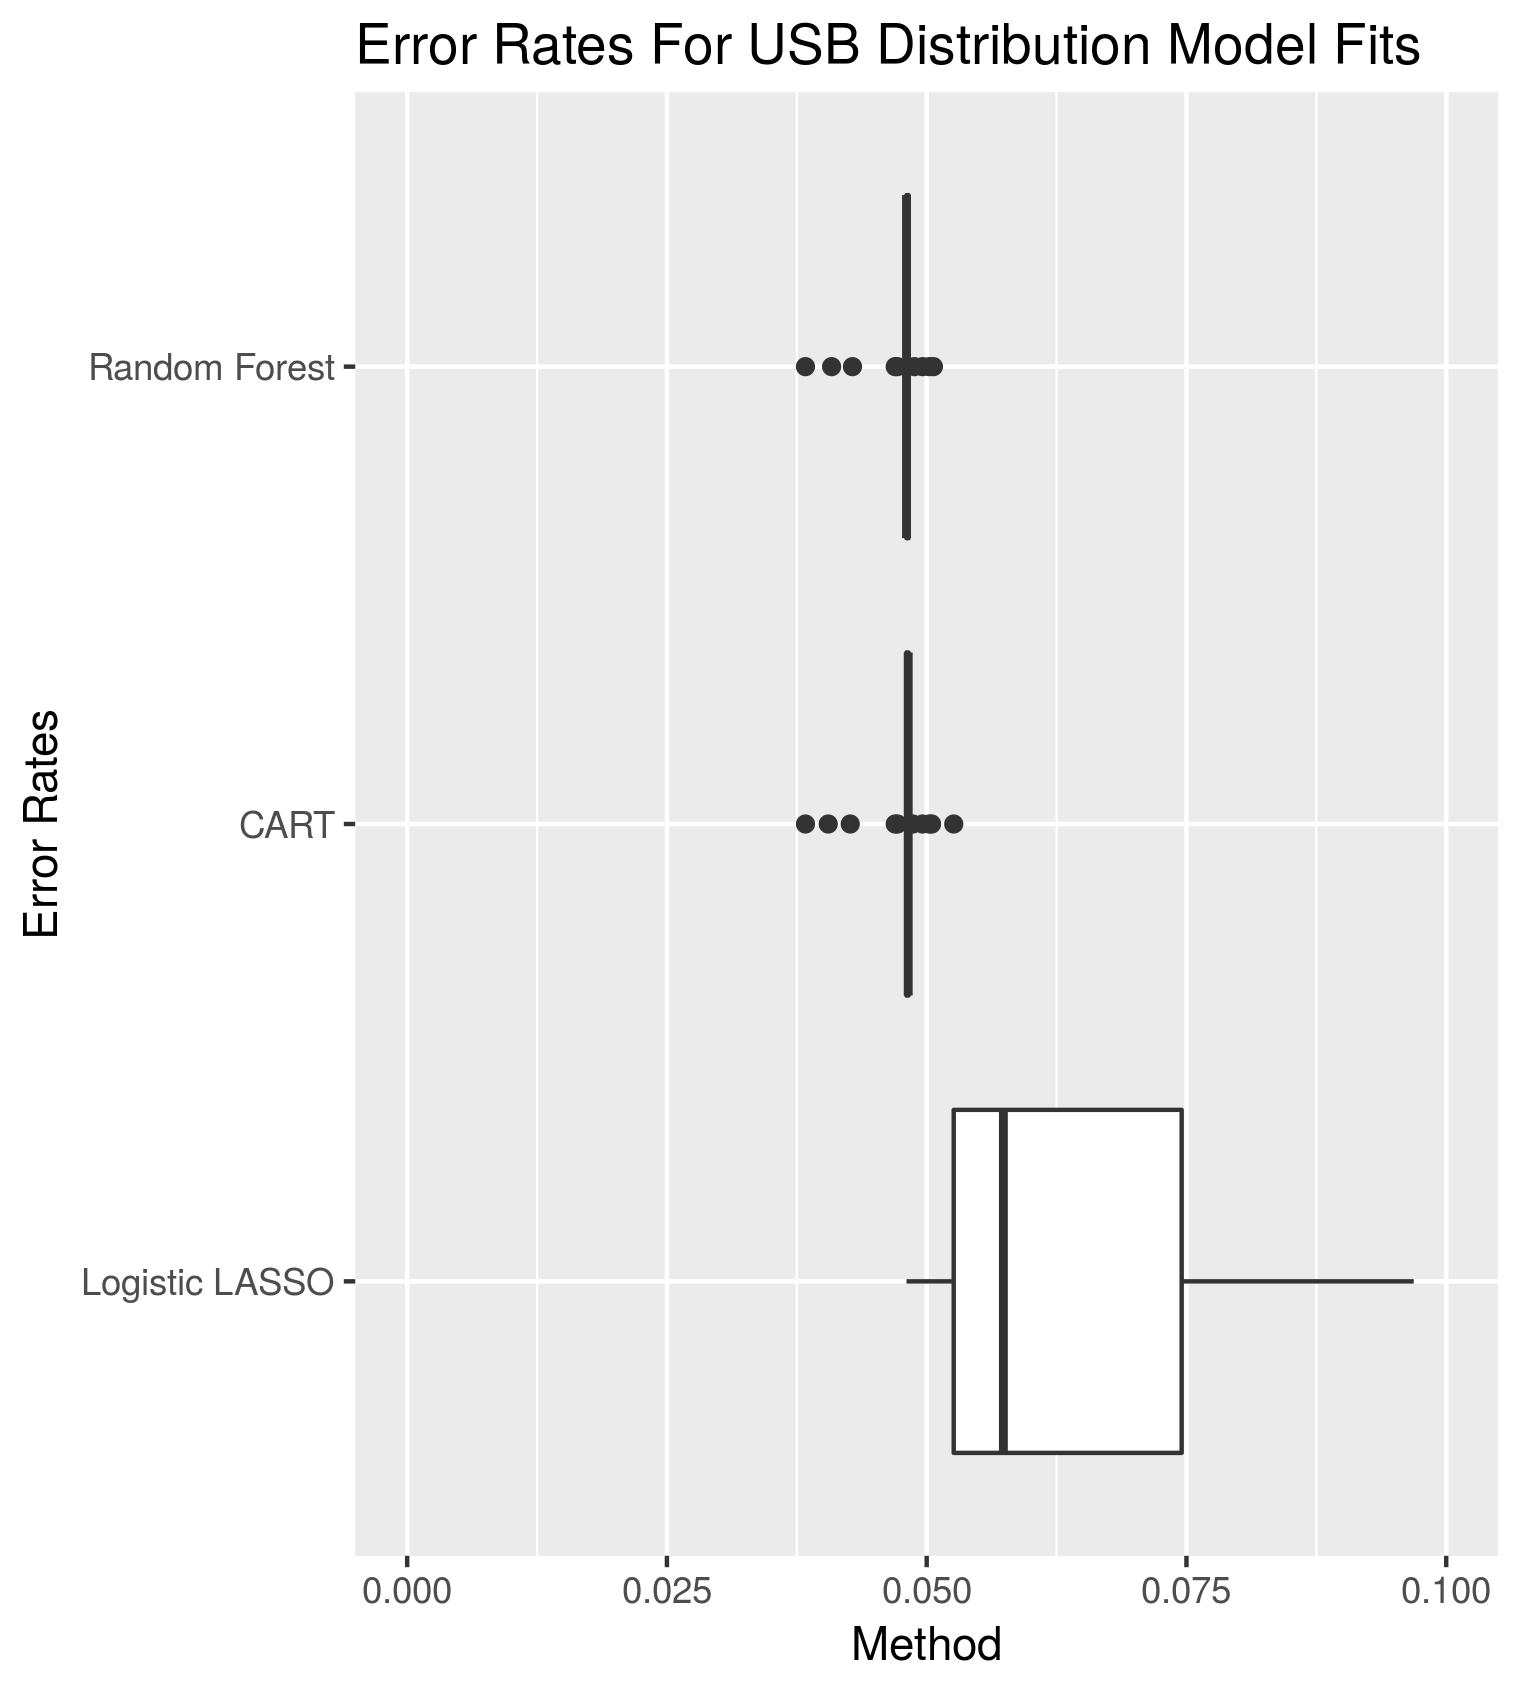 Error Rates For USB Distribution Model Fits
Error Rates
Random Forest
CART
Logistic LASSO
0.000 0.025 0.050 0.075 0.100
Method